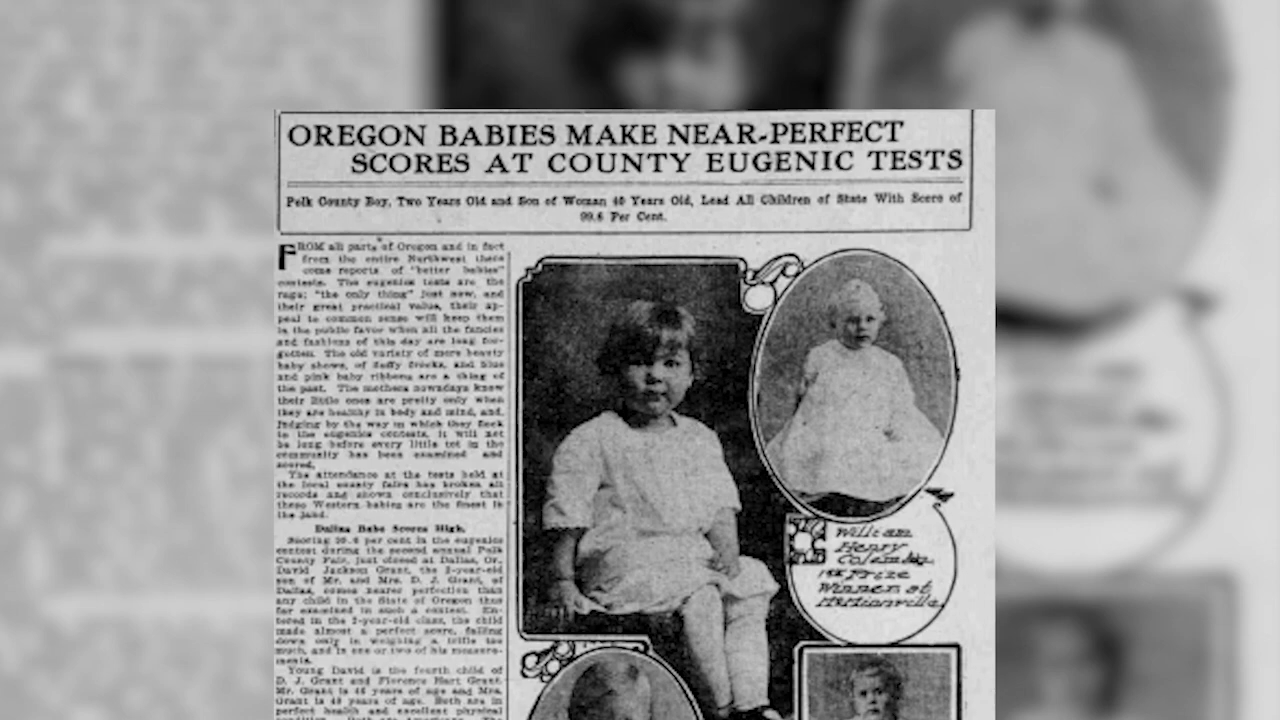 OREGON BABIES MAKE NEAR-PERFECT
SCORES AT COUNTY EUGENIC TESTS
Polk County Boy, Two Years Old and Son of Woman 40 Years Old, Lead All Children of State With Score of
99.6 Per Cent.
FROM all parts of Oregon and in fact
from the entire Northwest there
come reports of "better babies"
contests. The eugenics tests are the
rage; "the only thing" just now, and
their great practical value, their ap-
peal to common sense will keep them
in the public favor when all the fancies
and fashions of this day are long for-
gotten. The old variety of mere beauty
baby shows, of fluffy frocks, and blue
and pink baby ribbons are a thing of
the past. The mothers nowadays know
their little ones are pretty only when
they are healthy in body and mind, and,
judging by the way in which they flock
to the eugenics contests, it will not
be long before every little tot in the
community has been examined and
scored.
The attendance at the tests held at
the local county fairs has broken all
records and shown conclusively that
these Western babies are the finest in
the land.
Dallas Babe Scores High.
Scoring 99.6 per cent in the eugenics
contest during the second annual Polk
County Fair, just closed at Dallas, Or.,
David Jackson Grant, the 2-year-old
son of Mr. and Mrs. D. J. Grant, of
Dallas, comes nearer perfection than
any child in the State of Oregon thus
far examined in such a contest. En-
tered in the 2-year-old class, the child
made almost a perfect score, falling
down only in weighing a trifle too
much, and in one or two of his measure-
ments.
Young David is the fourth child of
D. J. Grant and Florence Hart Grant.
Mr. Grant is 46 years of age and Mrs.
Grant is 40 years of age. Both are in
perfect health and excellent physical
condition. Both are Americans. The
William
Henry
1st Prize
Winner at
McMinnville.